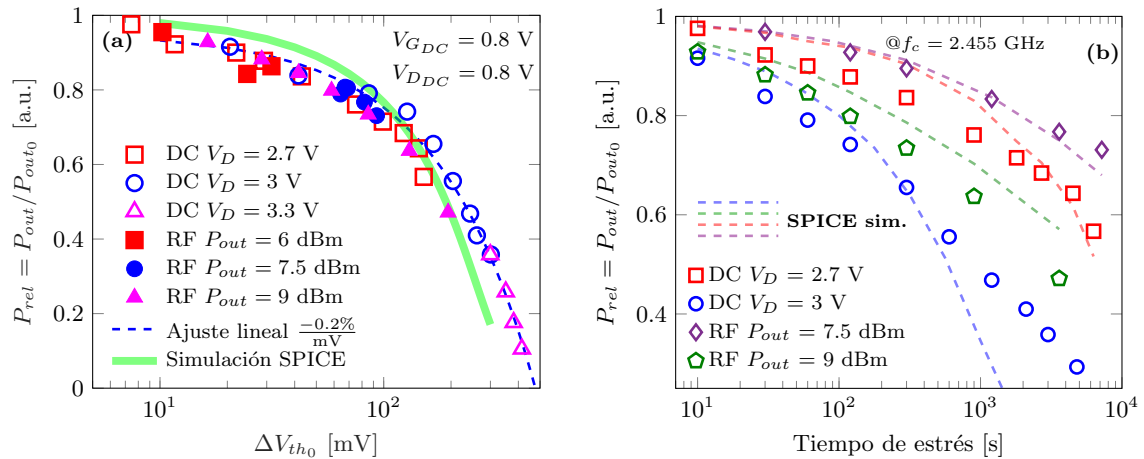 (a)
V_{G_{DC}} = 0.8 V
V_{D_{DC}} = 0.8 V
P_{rel} = P_{out}/P_{out_0} [a.u.]
1
0.8
0.6
0.4
0.2
0
DC V_D = 2.7 V
DC V_D = 3 V
DC V_D = 3.3 V
RF P_{out} = 6 dBm
RF P_{out} = 7.5 dBm
RF P_{out} = 9 dBm
Ajuste lineal \frac{-0.2%}{mV}
Simulación SPICE
10^1
10^2
ΔV_{th_0} [mV]
@f_c = 2.455 GHz
(b)
P_{rel} = P_{out}/P_{out_0} [a.u.]
1
0.8
0.6
0.4
SPICE sim.
DC V_D = 2.7 V
DC V_D = 3 V
RF P_{out} = 7.5 dBm
RF P_{out} = 9 dBm
10^1
10^2
10^3
10^4
Tiempo de estrés [s]